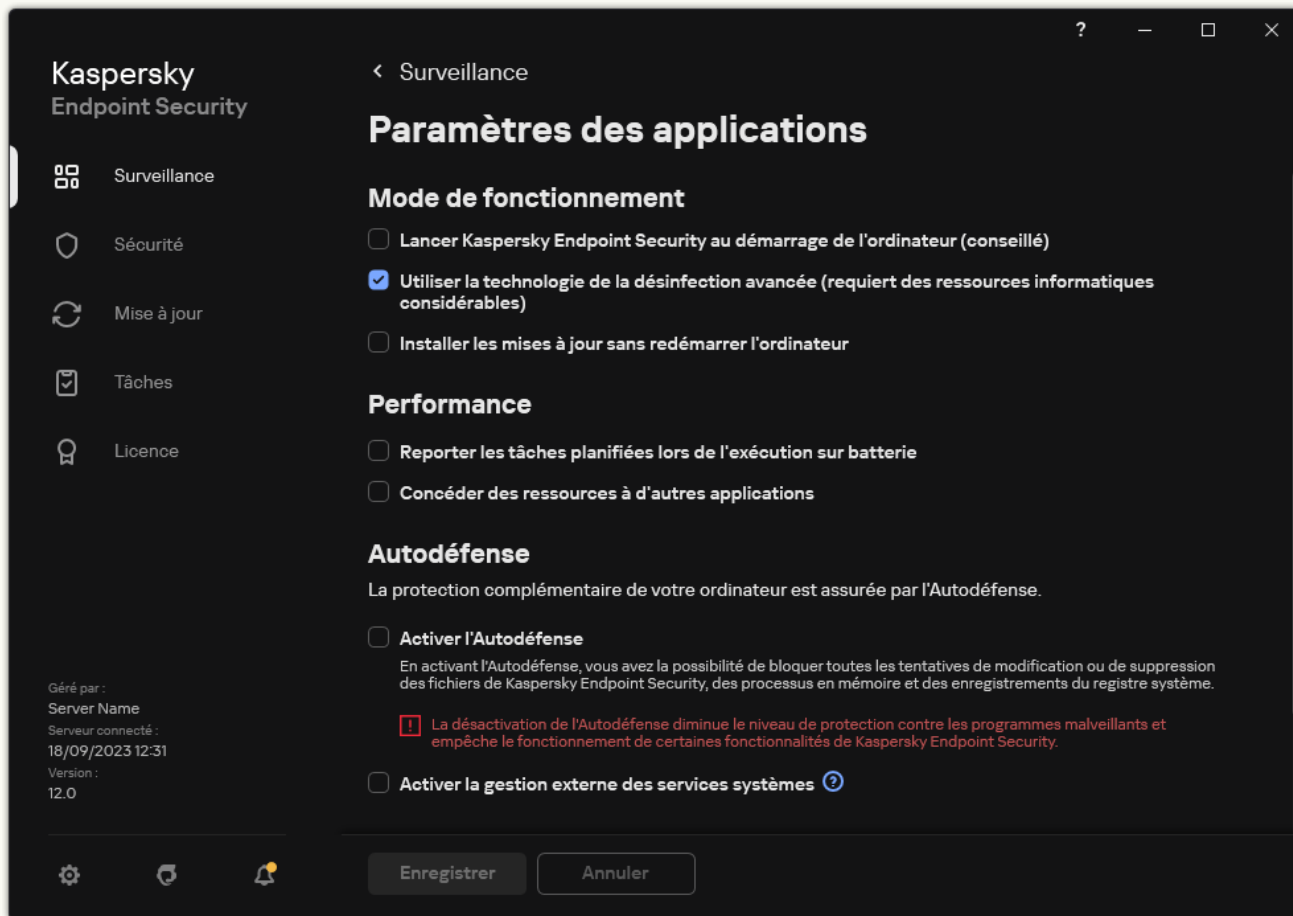 ?
Kaspersky
Endpoint Security
Surveillance
Sécurité
Mise à jour
Tâches
Licence
Géré par :
Server Name
Serveur connecté :
18/09/2023 12:31
Version :
12.0
Surveillance
Paramètres des applications
Mode de fonctionnement
Lancer Kaspersky Endpoint Security au démarrage de l'ordinateur (conseillé)
Utiliser la technologie de la désinfection avancée (requiert des ressources informatiques
considérables)
Installer les mises à jour sans redémarrer l'ordinateur
Performance
Reporter les tâches planifiées lors de l'exécution sur batterie
Concéder des ressources à d'autres applications
Autodéfense
La protection complémentaire de votre ordinateur est assurée par l'Autodéfense.
Activer l'Autodéfense
En activant l'Autodéfense, vous avez la possibilité de bloquer toutes les tentatives de modification ou de suppression
des fichiers de Kaspersky Endpoint Security, des processus en mémoire et des enregistrements du registre système.
! La désactivation de l'Autodéfense diminue le niveau de protection contre les programmes malveillants et
empêche le fonctionnement de certaines fonctionnalités de Kaspersky Endpoint Security.
Activer la gestion externe des services systèmes ?
Enregistrer
Annuler